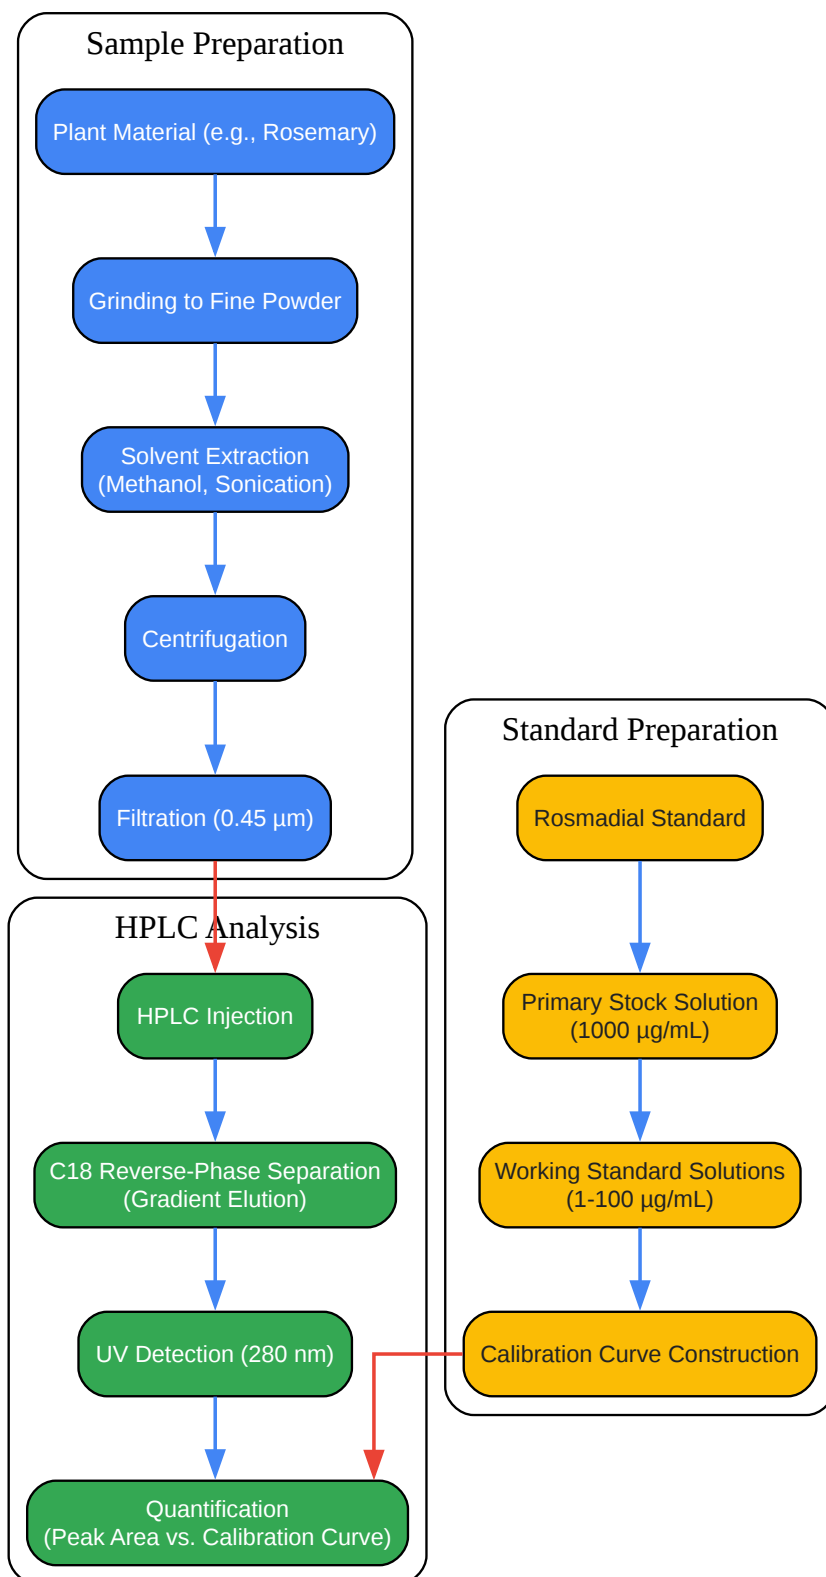 Sample Preparation
Plant Material (e.g., Rosemary)
Grinding to Fine Powder
Solvent Extraction
(Methanol, Sonication)
Centrifugation
Filtration (0.45 µm)
HPLC Analysis
HPLC Injection
C18 Reverse-Phase Separation
(Gradient Elution)
UV Detection (280 nm)
Quantification
(Peak Area vs. Calibration Curve)
Standard Preparation
Rosmadial Standard
Primary Stock Solution
(1000 µg/mL)
Working Standard Solutions
(1-100 µg/mL)
Calibration Curve Construction